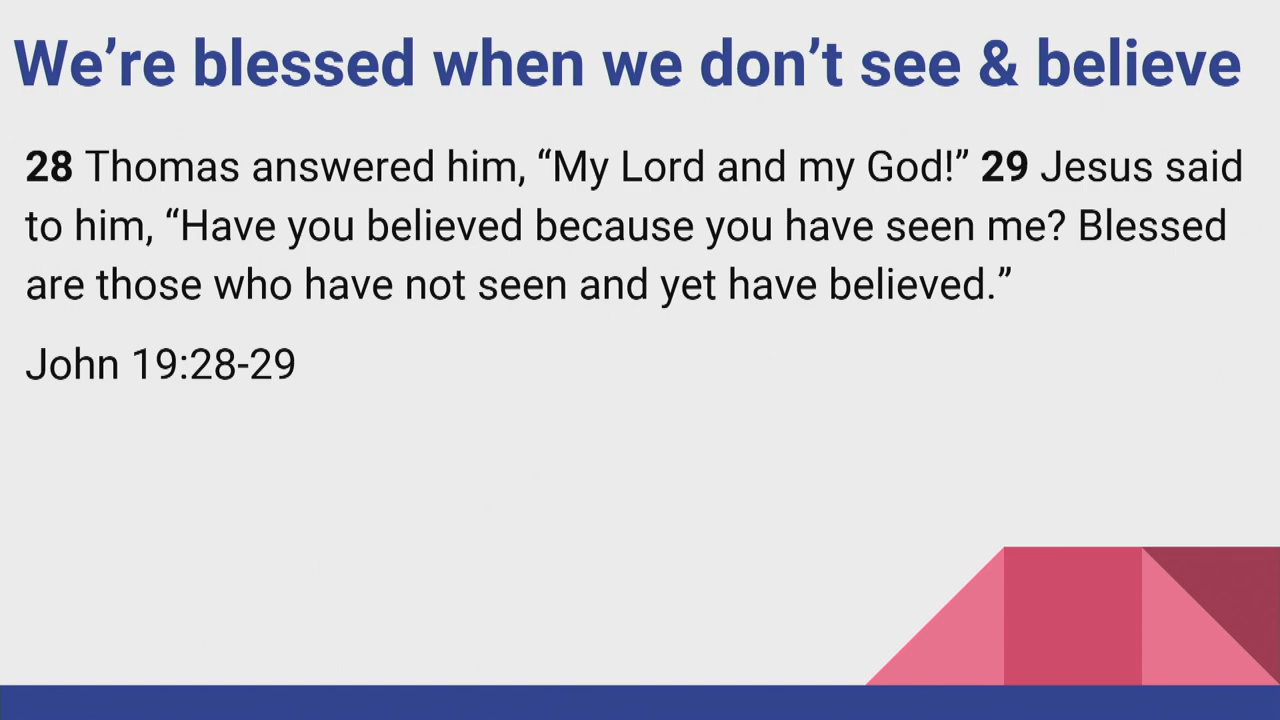 We’re blessed when we don’t see & believe
28 Thomas answered him, “My Lord and my God!” 29 Jesus said
to him, “Have you believed because you have seen me? Blessed
are those who have not seen and yet have believed.”
John 19:28-29